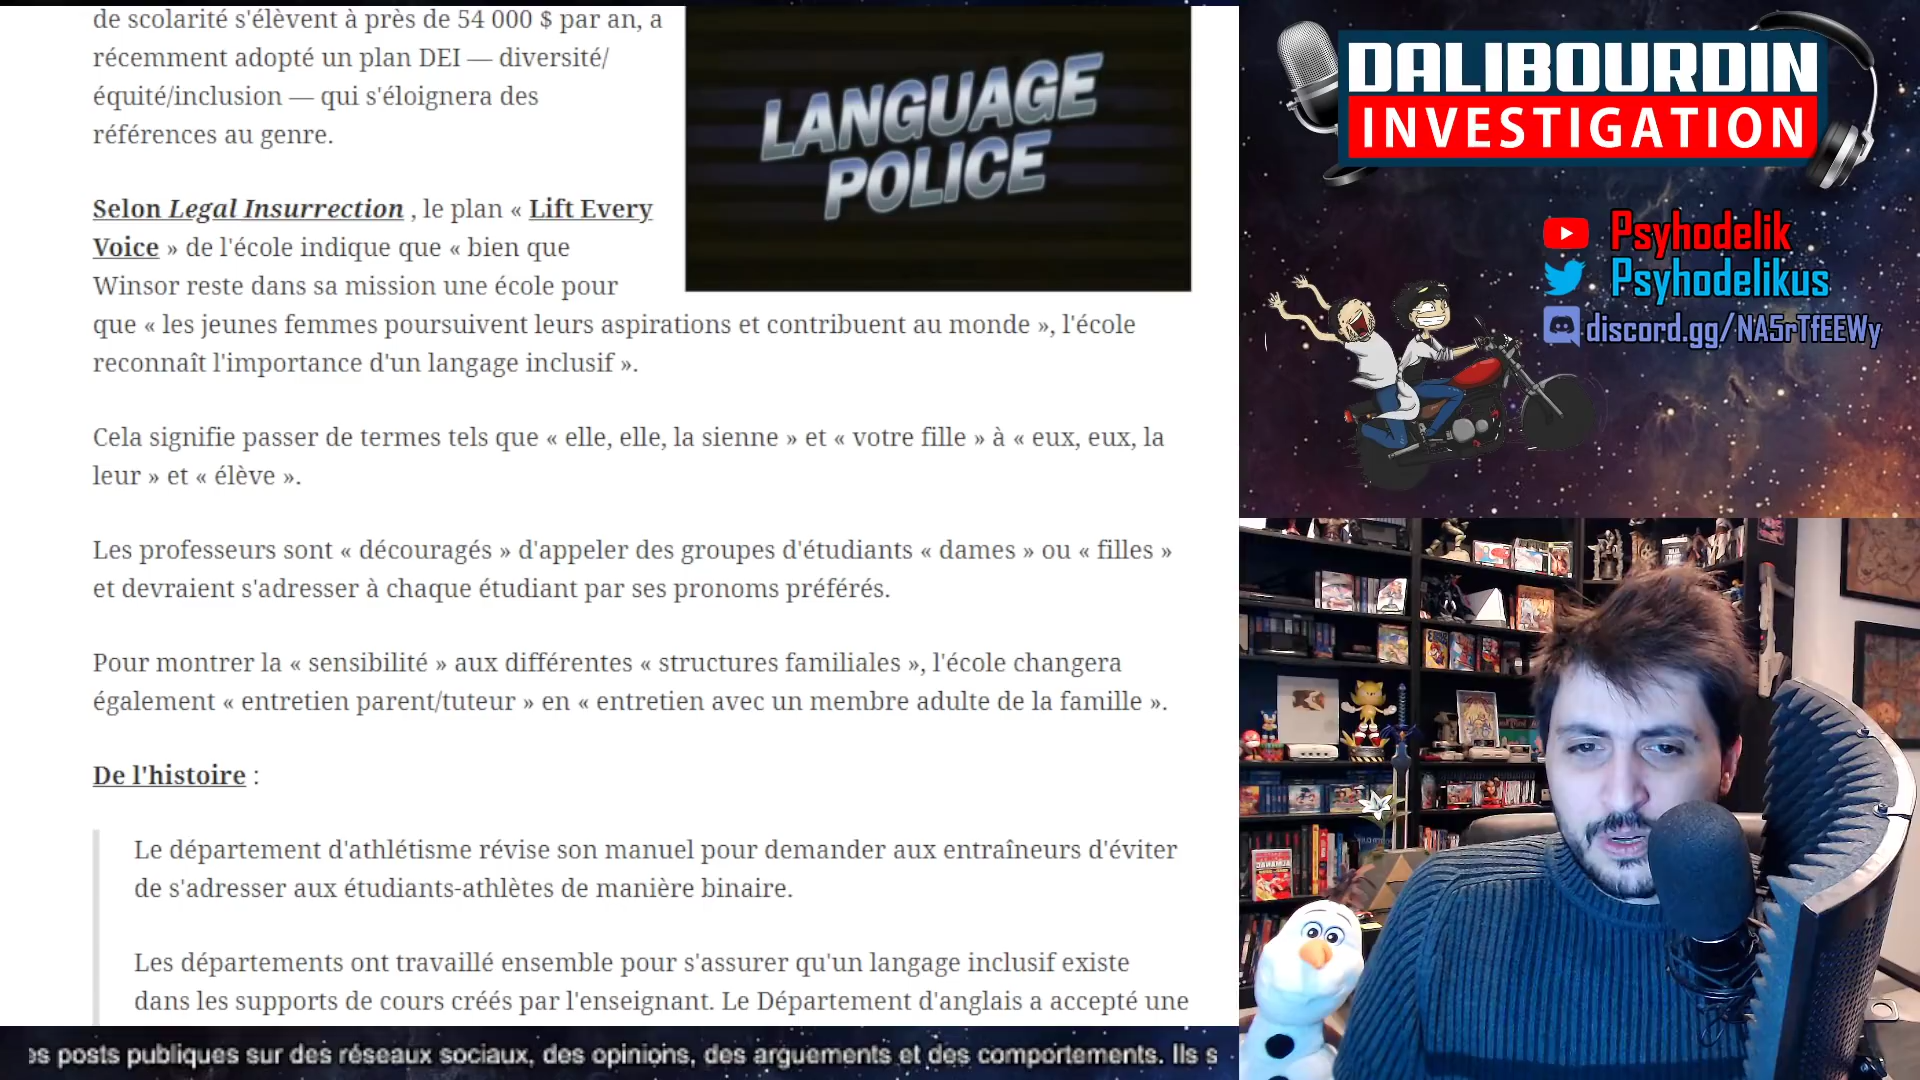 de scolarité s'élèvent à près de 54 000 $ par an, a
récemment adopté un plan DEI — diversité/
équité/inclusion — qui s'éloignera des
références au genre.
LANGUAGE
POLICE
Selon Legal Insurrection , le plan « Lift Every
Voice » de l'école indique que « bien que
Winsor reste dans sa mission une école pour
que « les jeunes femmes poursuivent leurs aspirations et contribuent au monde », l'école
reconnaît l'importance d'un langage inclusif ».
Cela signifie passer de termes tels que « elle, elle, la sienne » et « votre fille » à « eux, eux, la
leur » et « élève ».
Les professeurs sont « découragés » d'appeler des groupes d'étudiants « dames » ou « filles »
et devraient s'adresser à chaque étudiant par ses pronoms préférés.
Pour montrer la « sensibilité » aux différentes « structures familiales », l'école changera
également « entretien parent/tuteur » en « entretien avec un membre adulte de la famille ».
De l'histoire :
Le département d'athlétisme révise son manuel pour demander aux entraîneurs d'éviter
de s'adresser aux étudiants-athlètes de manière binaire.
Les départements ont travaillé ensemble pour s'assurer qu'un langage inclusif existe
dans les supports de cours créés par l'enseignant. Le Département d'anglais a accepté une
es posts publiques sur des réseaux sociaux, des opinions, des arguements et des comportements. Ils s
DALIBOURDIN
INVESTIGATION
Psyhodelik
Psyhodelikus
discord.gg/NA5rTfEEWy